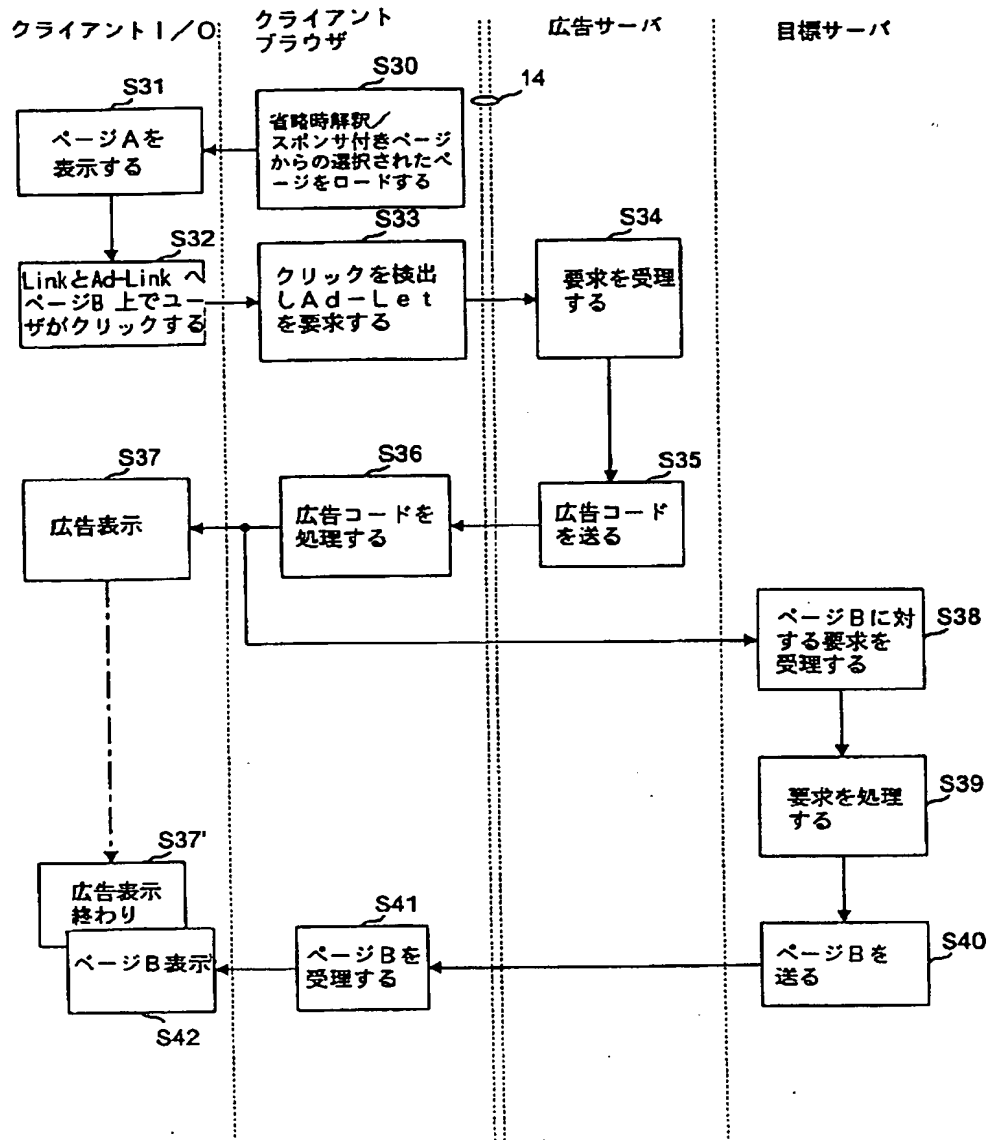 クライアントI/O
クライアント
ブラウザ
広告サーバ
目標サーバ
S30
14
S31
省略時解釈/
スポンサ付きページ
からの選択されたペ
ージをロードする
ページAを
表示する
S32
S33
S34
LinkとAd-Link へ
ページB 上でユー
ザがクリックする
クリックを検出
しAd-Let
を要求する
要求を受理
する
S37
S36
S35
広告表示
広告コードを
処理する
広告コード
を送る
ページBに対
する要求を
受理する
S38
要求を処理
する
S39
S37'
広告表示
終わり
S41
ページB表示
ページBを
受理する
ページBを
送る
S40
S42